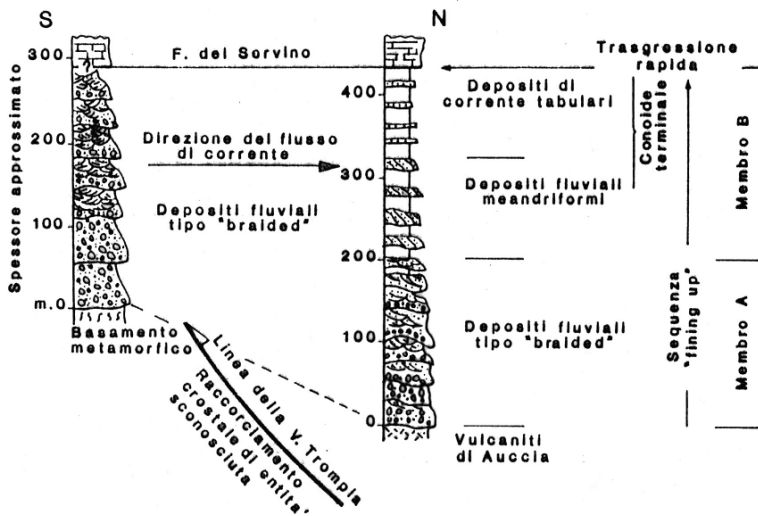 S
N
Spessore approssimato
300
200
100
m.0
F. del Sorvino
Direzione del flusso
di corrente
Depositi fluviali
tipo "braided"
Basamento
metamorfico
Linea della V. Trompia
Raccorciamento
crostale di entita'
sconosciuta
400
300
200
100
0
Depositi di
corrente tabulari
Depositi fluviali
meandriformi
Depositi fluviali
tipo "braided"
Vulcaniti
di Auccia
Trasgressione
rapida
Conoide
terminale
Sequenza
"fining up"
Membro B
Membro A
?